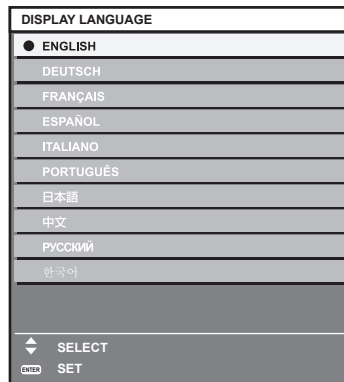 DISPLAY LANGUAGE
ENGLISH
DEUTSCH
FRANÇAIS
ESPAÑOL
ITALIANO
PORTUGUÊS
日本語
中文
РУССКИЙ
한국어
SELECT
ENTER SET